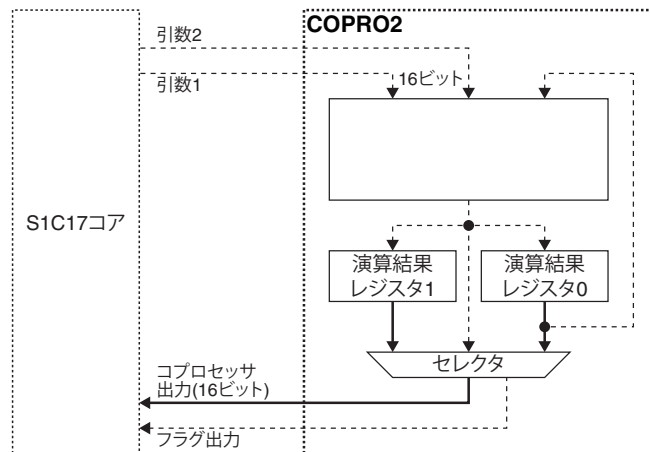 COPRO2
引数2
引数1
16ビット
S1C17コア
演算結果
レジスタ1
演算結果
レジスタ0
セレクタ
コプロセッサ
出力(16ビット)
フラグ出力